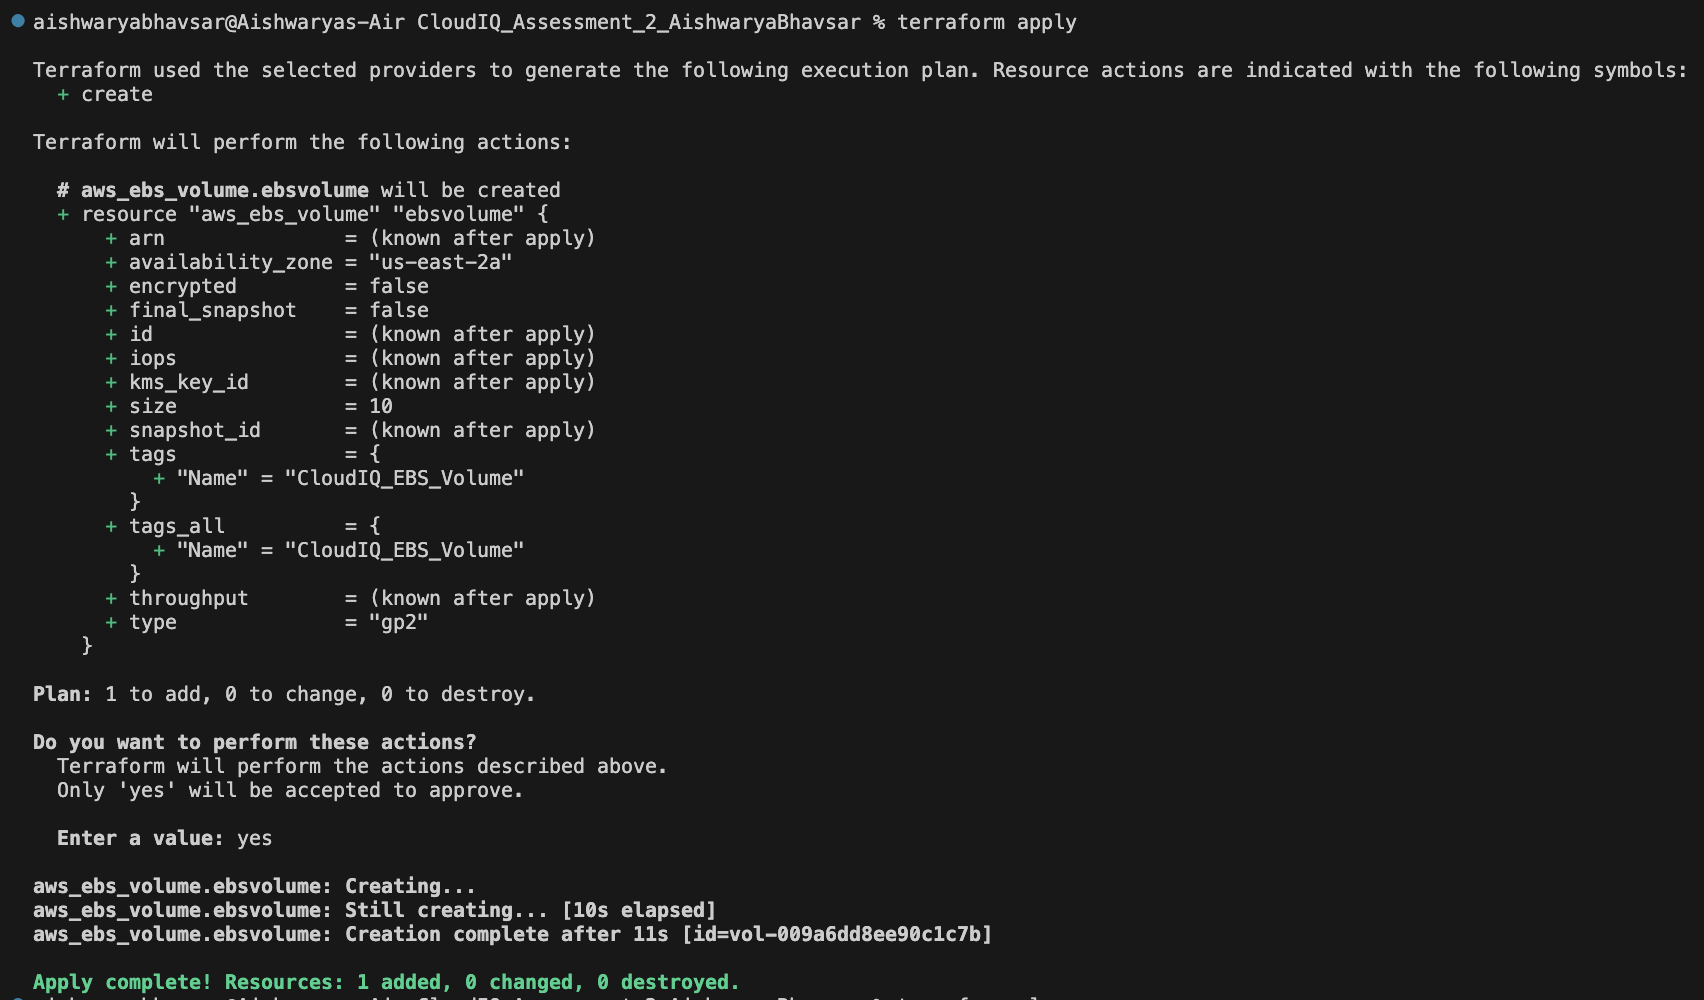 aishwaryabhavsar@Aishwaryas-Air CloudIQ_Assessment_2_AishwaryaBhavsar % terraform apply
Terraform used the selected providers to generate the following execution plan. Resource actions are indicated with the following symbols:
+ create
Terraform will perform the following actions:
# aws_ebs_volume.ebsvolume will be created
+ resource "aws_ebs_volume" "ebsvolume" {
+ arn = (known after apply)
+ availability_zone = "us-east-2a"
+ encrypted = false
+ final_snapshot = false
+ id = (known after apply)
+ iops = (known after apply)
+ kms_key_id = (known after apply)
+ size = 10
+ snapshot_id = (known after apply)
+ tags = {
+ "Name" = "CloudIQ_EBS_Volume"
}
+ tags_all = {
+ "Name" = "CloudIQ_EBS_Volume"
}
+ throughput = (known after apply)
+ type = "gp2"
}
Plan: 1 to add, 0 to change, 0 to destroy.
Do you want to perform these actions?
Terraform will perform the actions described above.
Only 'yes' will be accepted to approve.
Enter a value: yes
aws_ebs_volume.ebsvolume: Creating...
aws_ebs_volume.ebsvolume: Still creating... [10s elapsed]
aws_ebs_volume.ebsvolume: Creation complete after 11s [id=vol-009a6dd8ee90c1c7b]
Apply complete! Resources: 1 added, 0 changed, 0 destroyed.